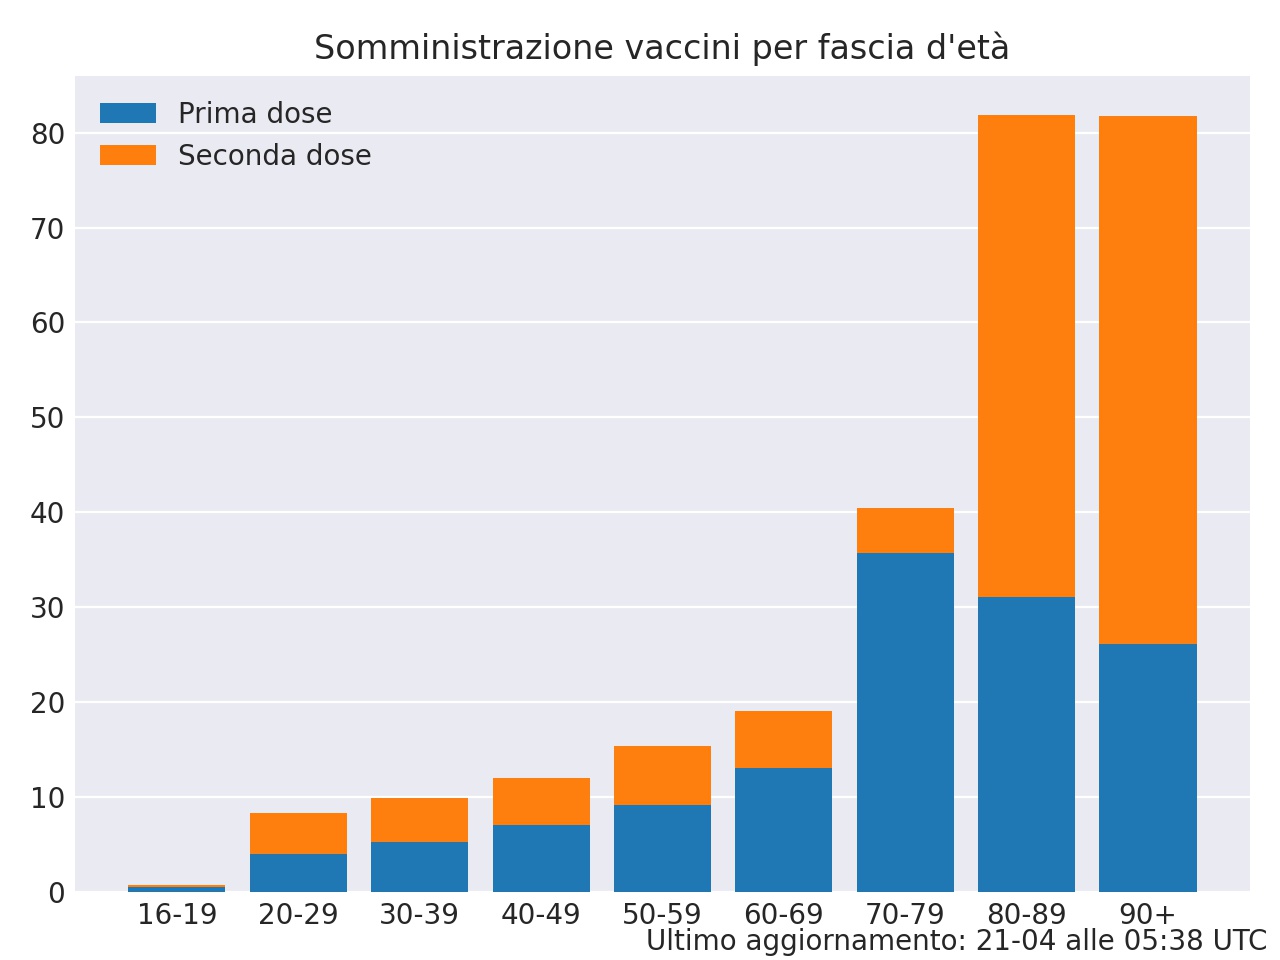 Somministrazione vaccini per fascia d'età
Prima dose
Seconda dose
80
70
60
50
40
30
20
10
0
16-19 20-29 30-39 40-49 50-59 60-69 70-79 80-89 90+
Ultimo aggiornamento: 21-04 alle 05:38 UTC